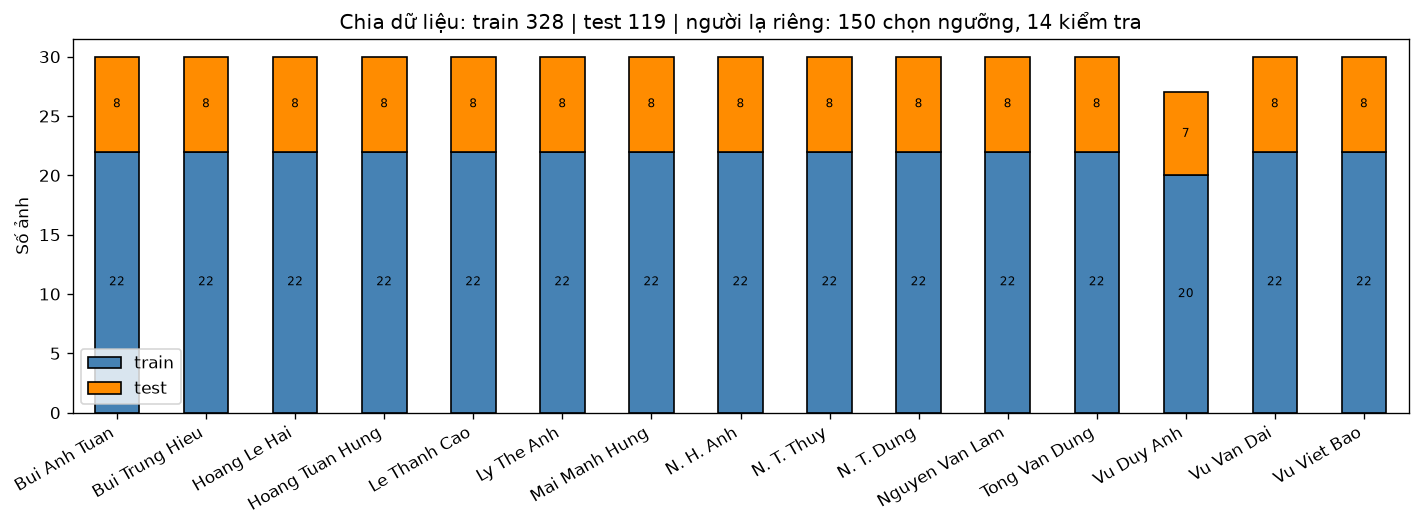 Chia dữ liệu: train 328 | test 119 | người lạ riêng: 150 chọn ngưỡng, 14 kiểm tra
Số ảnh
30
25
20
15
10
5
0
8 8 8 8 8 8 8 8 8 8 8 8 7 8 8
22 22 22 22 22 22 22 22 22 22 22 22 20 22 22
train
test
Bui Anh Tuan
Bui Trung Hieu
Hoang Le Hai
Hoang Tuan Hung
Le Thanh Cao
Ly The Anh
Mai Manh Hung
N. H. Anh
N. T. Thuy
N. T. Dung
Nguyen Van Lam
Tong Van Dung
Vu Duy Anh
Vu Van Dai
Vu Viet Bao